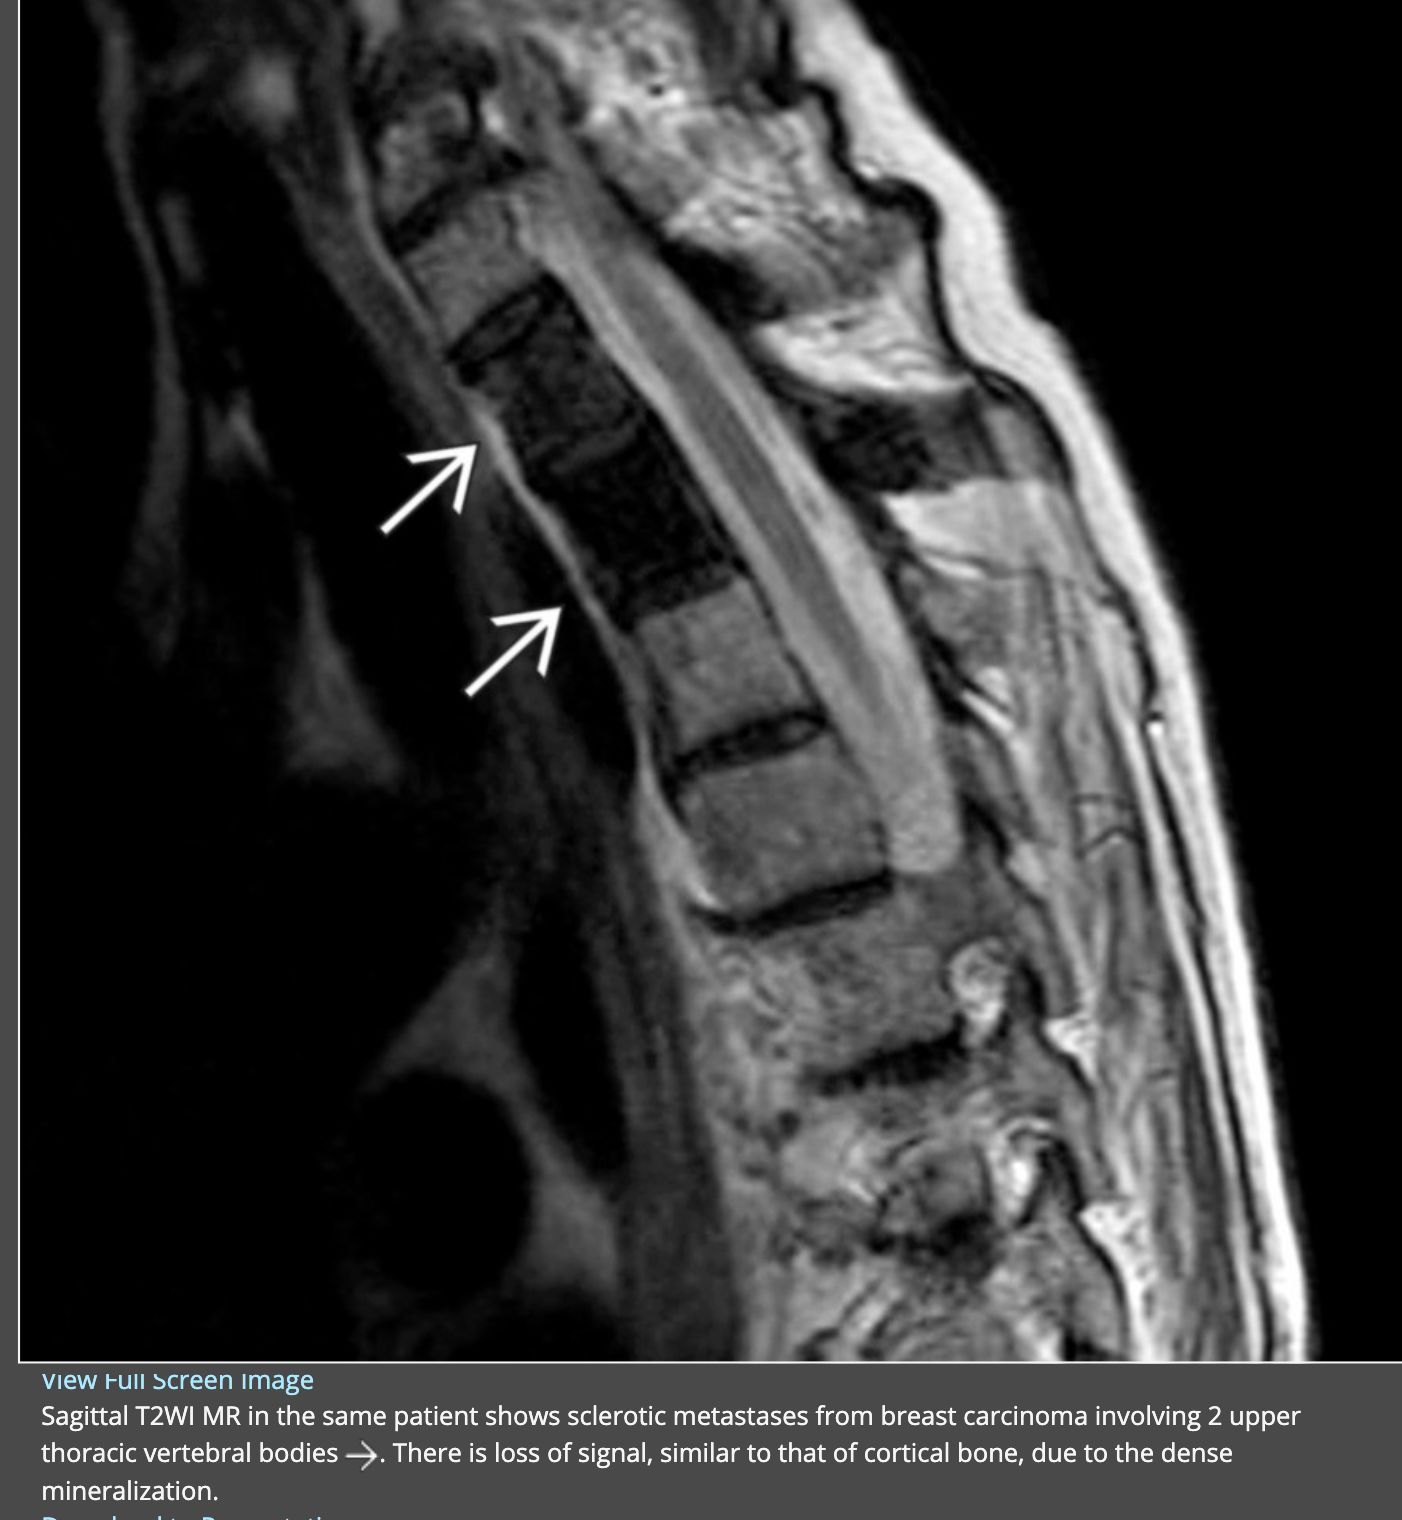 View Full Screen Image
Sagittal T2WI MR in the same patient shows sclerotic metastases from breast carcinoma involving 2 upper
thoracic vertebral bodies →. There is loss of signal, similar to that of cortical bone, due to the dense
mineralization.